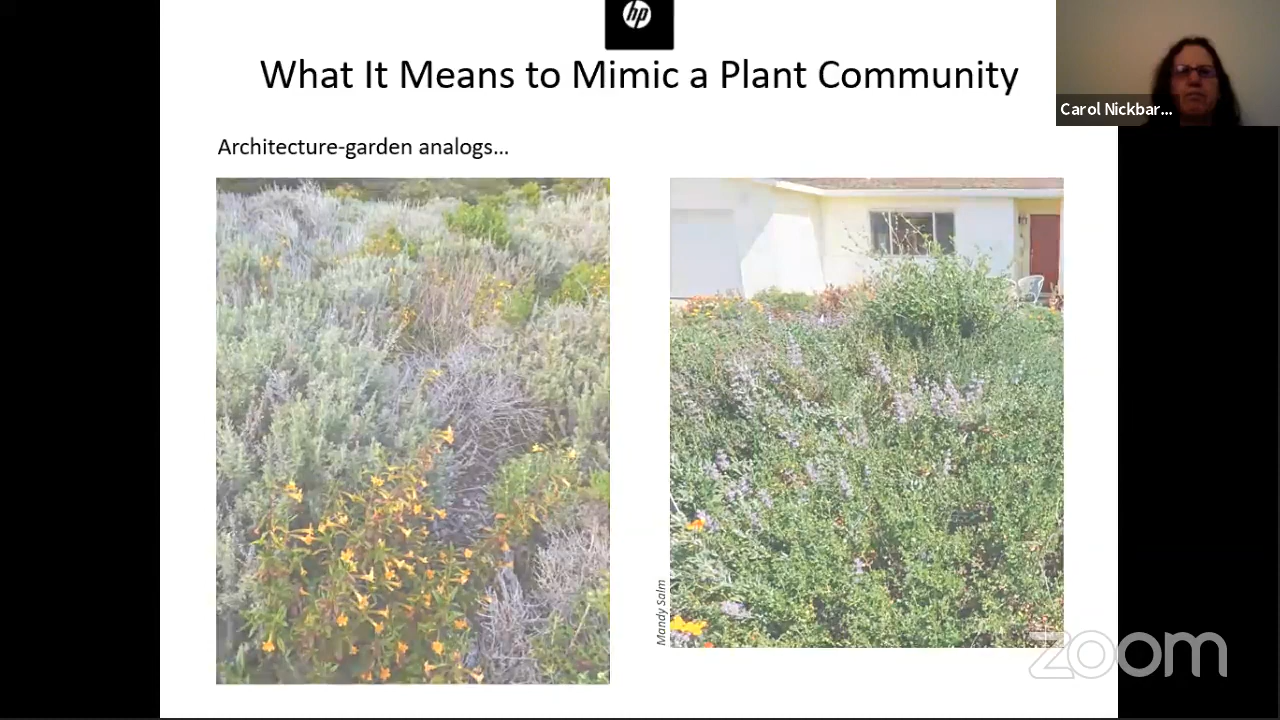 hp
What It Means to Mimic a Plant Community
Carol Nickbar...
Architecture-garden analogs...
Mandy Salm
zoom